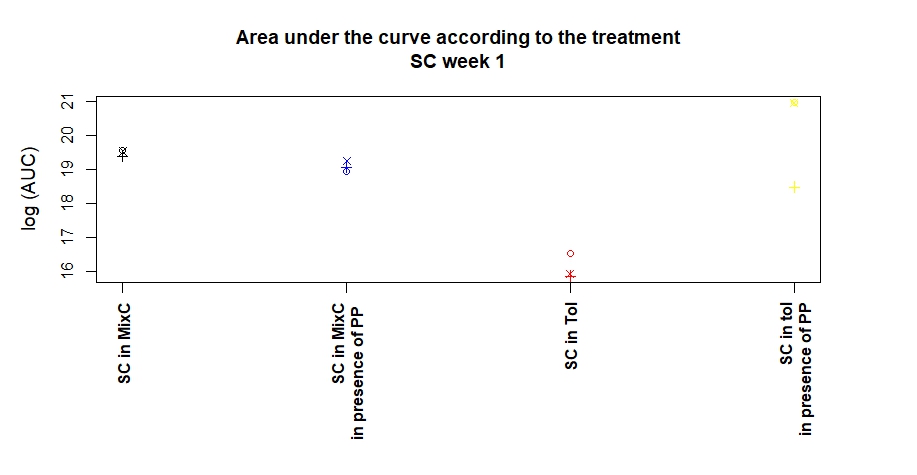 Area under the curve according to the treatment
SC week 1
log (AUC)
21
20
19
18
17
16
SC in MixC
SC in MixC
in presence of PP
SC in Tol
SC in tol
in presence of PP